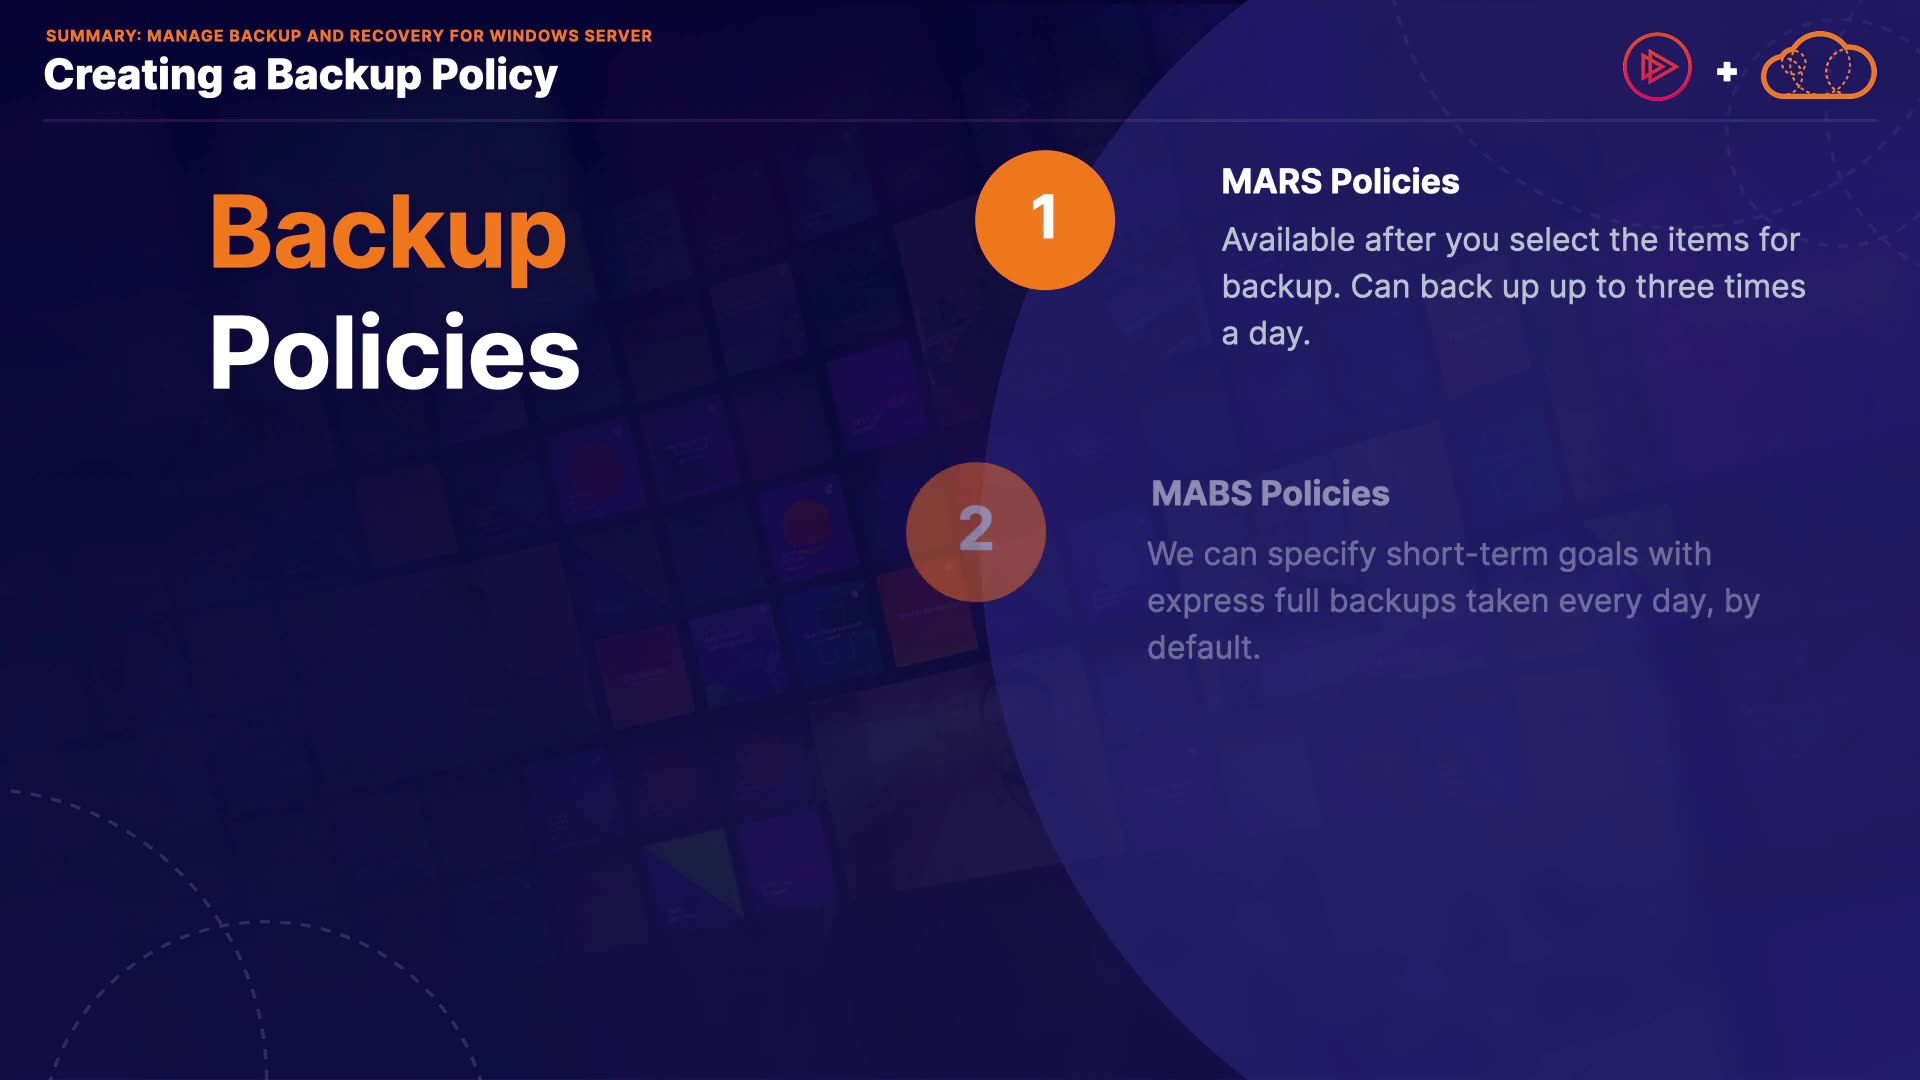 SUMMARY: MANAGE BACKUP AND RECOVERY FOR WINDOWS SERVER
Creating a Backup Policy
+
Backup
Policies
1
MARS Policies
Available after you select the items for
backup. Can back up up to three times
a day.
2
MABS Policies
We can specify short-term goals with
express full backups taken every day, by
default.